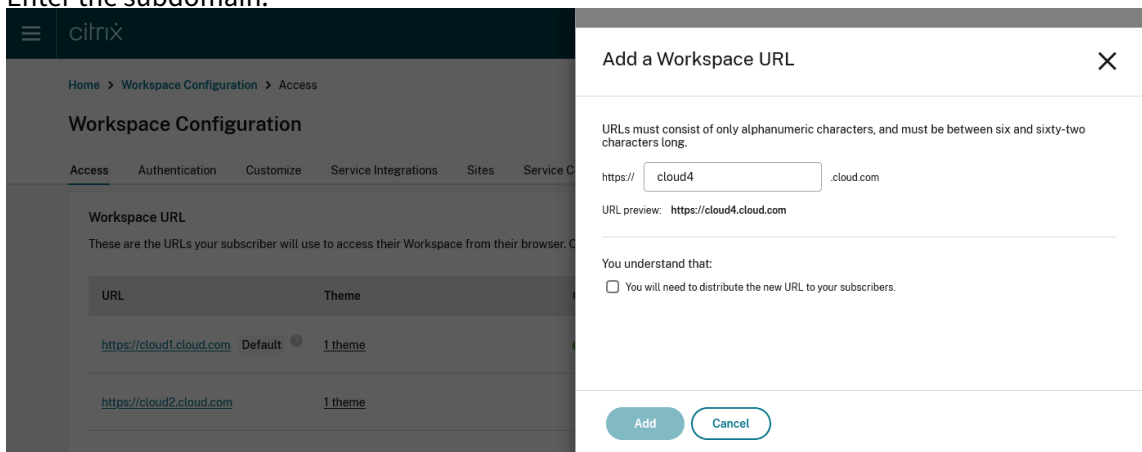 Enter the subdomain.
citrix
Home > Workspace Configuration > Access
Workspace Configuration
Access Authentication Customize Service Integrations Sites Service C
Workspace URL
These are the URLs your subscriber will use to access their Workspace from their browser. C
URL Theme
https://cloud1.cloud.com Default 1 theme
https://cloud2.cloud.com 1 theme
Add a Workspace URL
URLs must consist of only alphanumeric characters, and must be between six and sixty-two
characters long.
https:// cloud4 .cloud.com
URL preview: https://cloud4.cloud.com
You understand that:
You will need to distribute the new URL to your subscribers.
Add Cancel